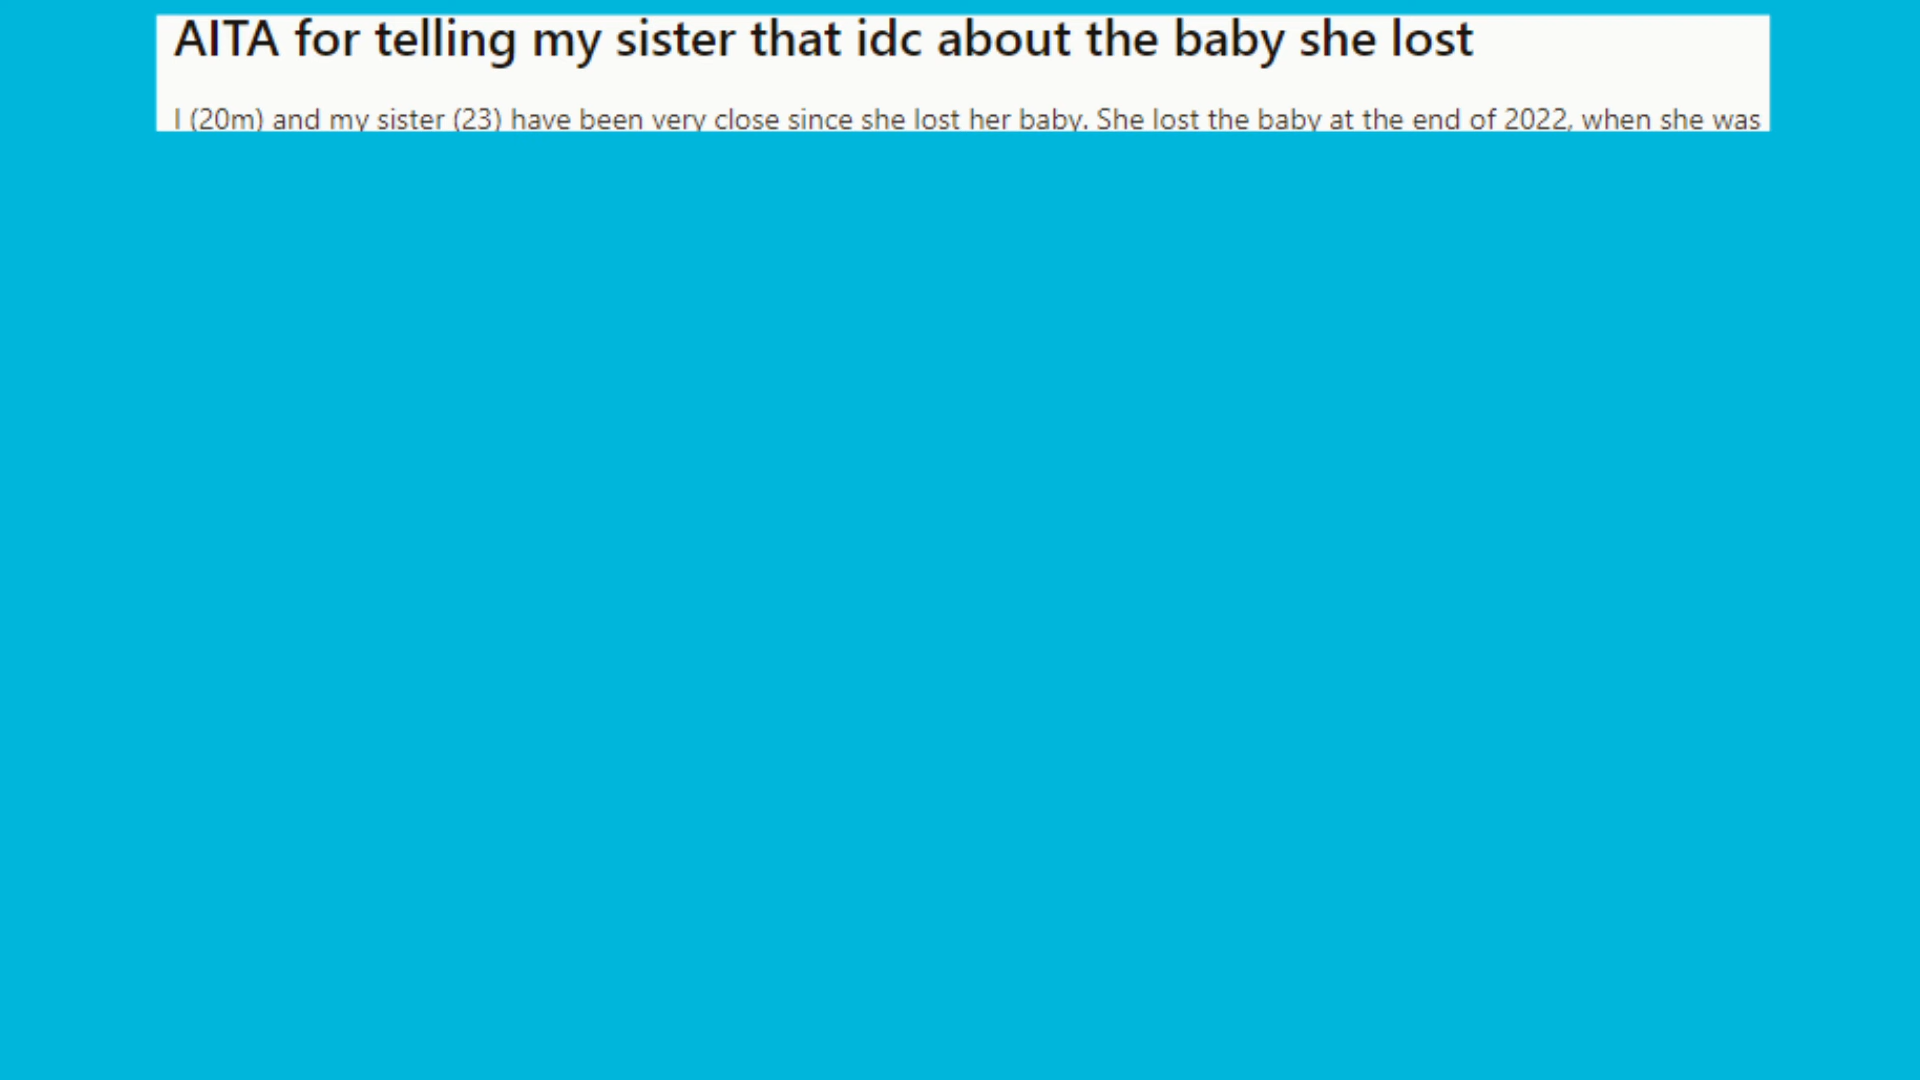 AITA for telling my sister that idc about the baby she lost
I (20m) and my sister (23) have been very close since she lost her baby. She lost the baby at the end of 2022, when she was